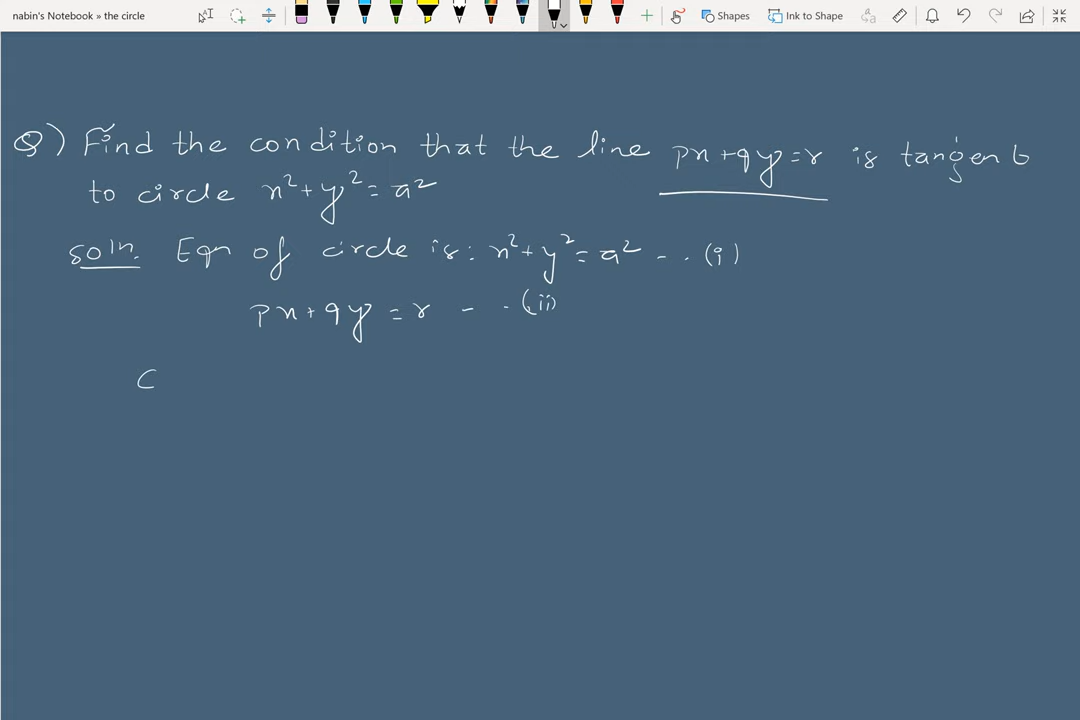 nabin's Notebook » the circle
Shapes
Ink to Shape
Q) Find the condition that the line px+qy=r is tangent
to circle x²+y²=a²
soln. Eqn of circle is: x²+y²=a² - . . (i)
px+qy=r - . . (ii)
C